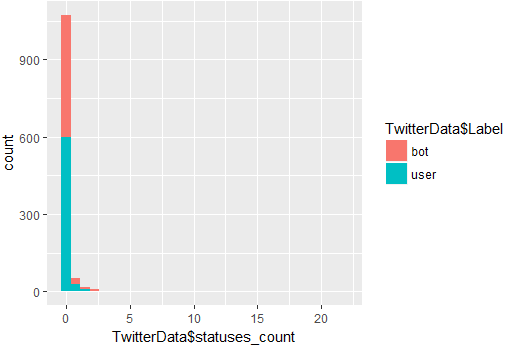 900
600
300
0
count
0 5 10 15 20
TwitterData$statuses_count
TwitterData$Label
bot
user